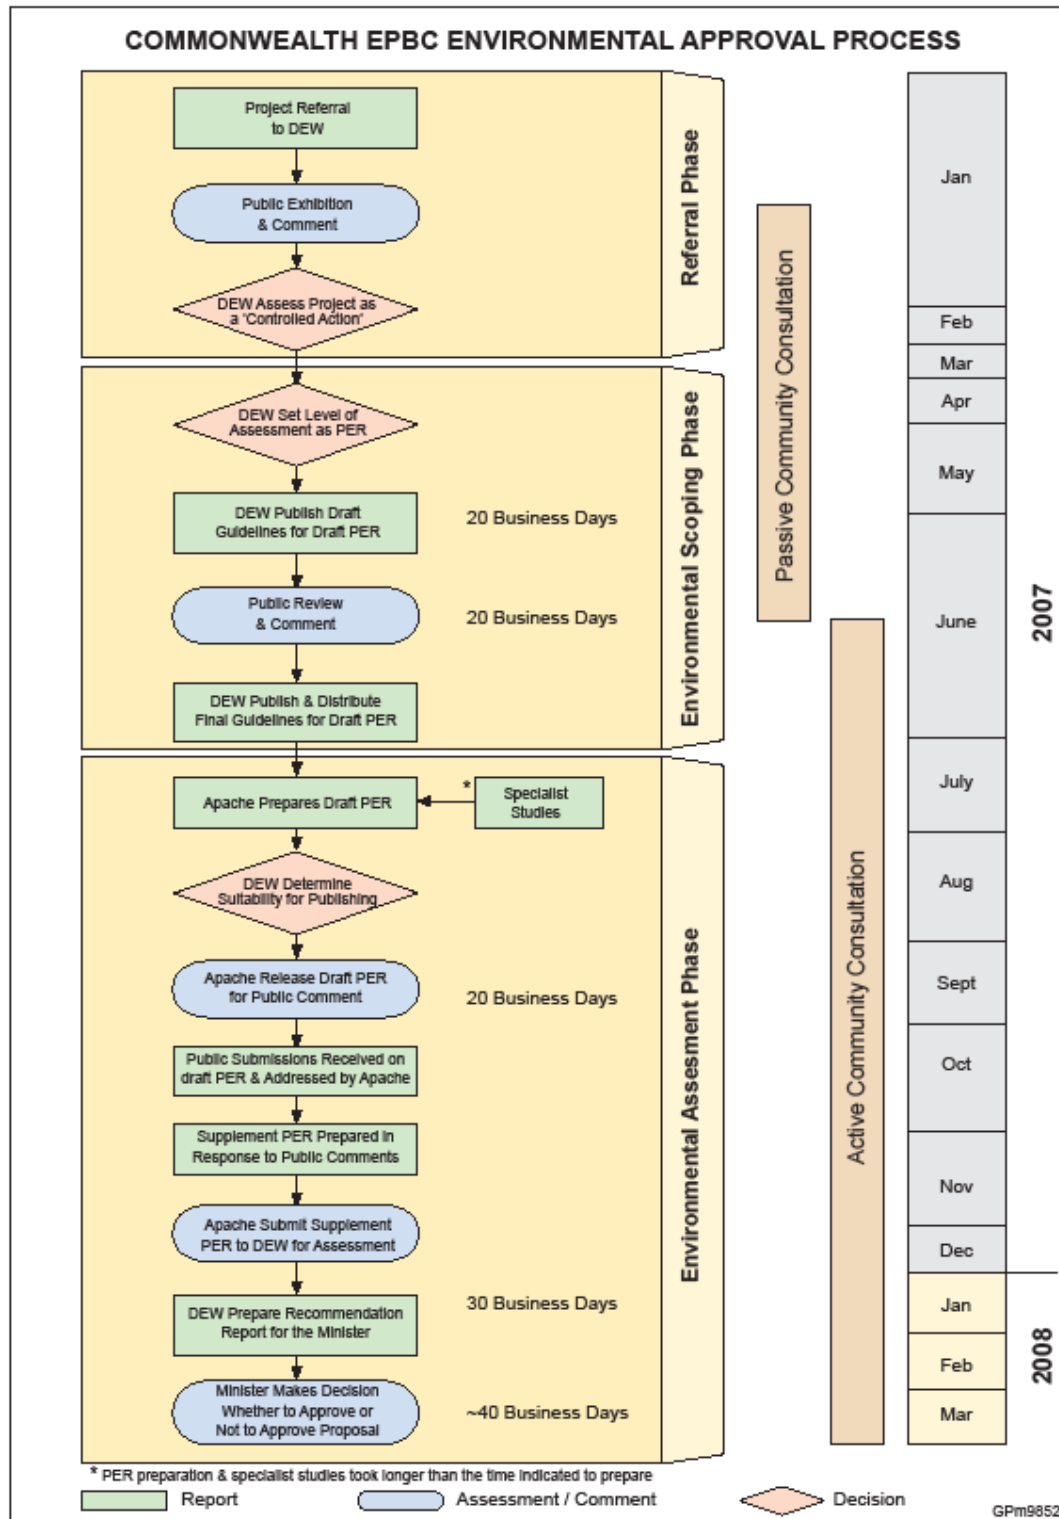 COMMONWEALTH EPBC ENVIRONMENTAL APPROVAL PROCESS
Project Referral
to DEW
Public Exhibition
& Comment
DEW Assess Project as
a 'Controlled Action'
Referral Phase
DEW Set Level of
Assessment as PER
DEW Publish Draft
Guidelines for Draft PER
20 Business Days
Public Review
& Comment
20 Business Days
DEW Publish & Distribute
Final Guidelines for Draft PER
Environmental Scoping Phase
Apache Prepares Draft PER
*
Specialist
Studies
DEW Determine
Suitability for Publishing
Apache Release Draft PER
for Public Comment
20 Business Days
Public Submissions Received on
draft PER & Addressed by Apache
Supplement PER Prepared in
Response to Public Comments
Apache Submit Supplement
PER to DEW for Assessment
DEW Prepare Recommendation
Report for the Minister
30 Business Days
Minister Makes Decision
Whether to Approve or
Not to Approve Proposal
~40 Business Days
Environmental Assesment Phase
Passive Community Consultation
Active Community Consultation
Jan
Feb
Mar
Apr
May
June
July
Aug
Sept
Oct
Nov
Dec
2007
Jan
Feb
Mar
2008
* PER preparation & specialist studies took longer than the time indicated to prepare
Report
Assessment / Comment
Decision
GPm9852